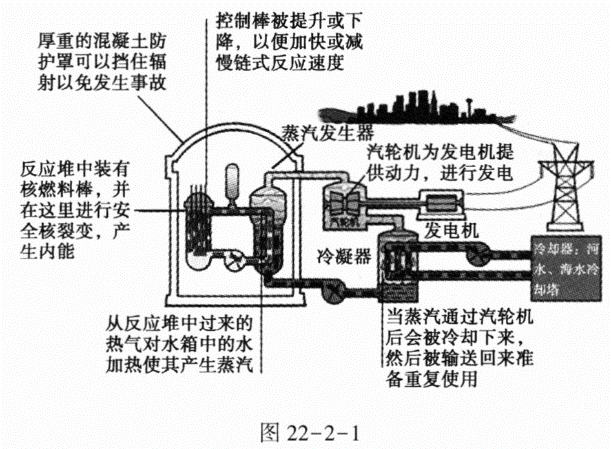 控制棒被提升或下
降，以便加快或减
慢链式反应速度
厚重的混凝土防
护罩可以挡住辐
射以免发生事故
蒸汽发生器
汽轮机为发电机提
供动力，进行发电
反应堆中装有
核燃料棒，并
在这里进行安
全核裂变，产
生内能
汽轮机
发电机
冷凝器
冷却器：河
水、海水冷
却塔
从反应堆中过来的
热气对水箱中的水
加热使其产生蒸汽
当蒸汽通过汽轮机
后会被冷却下来，
然后被输送回来准
备重复使用
图 22-2-1